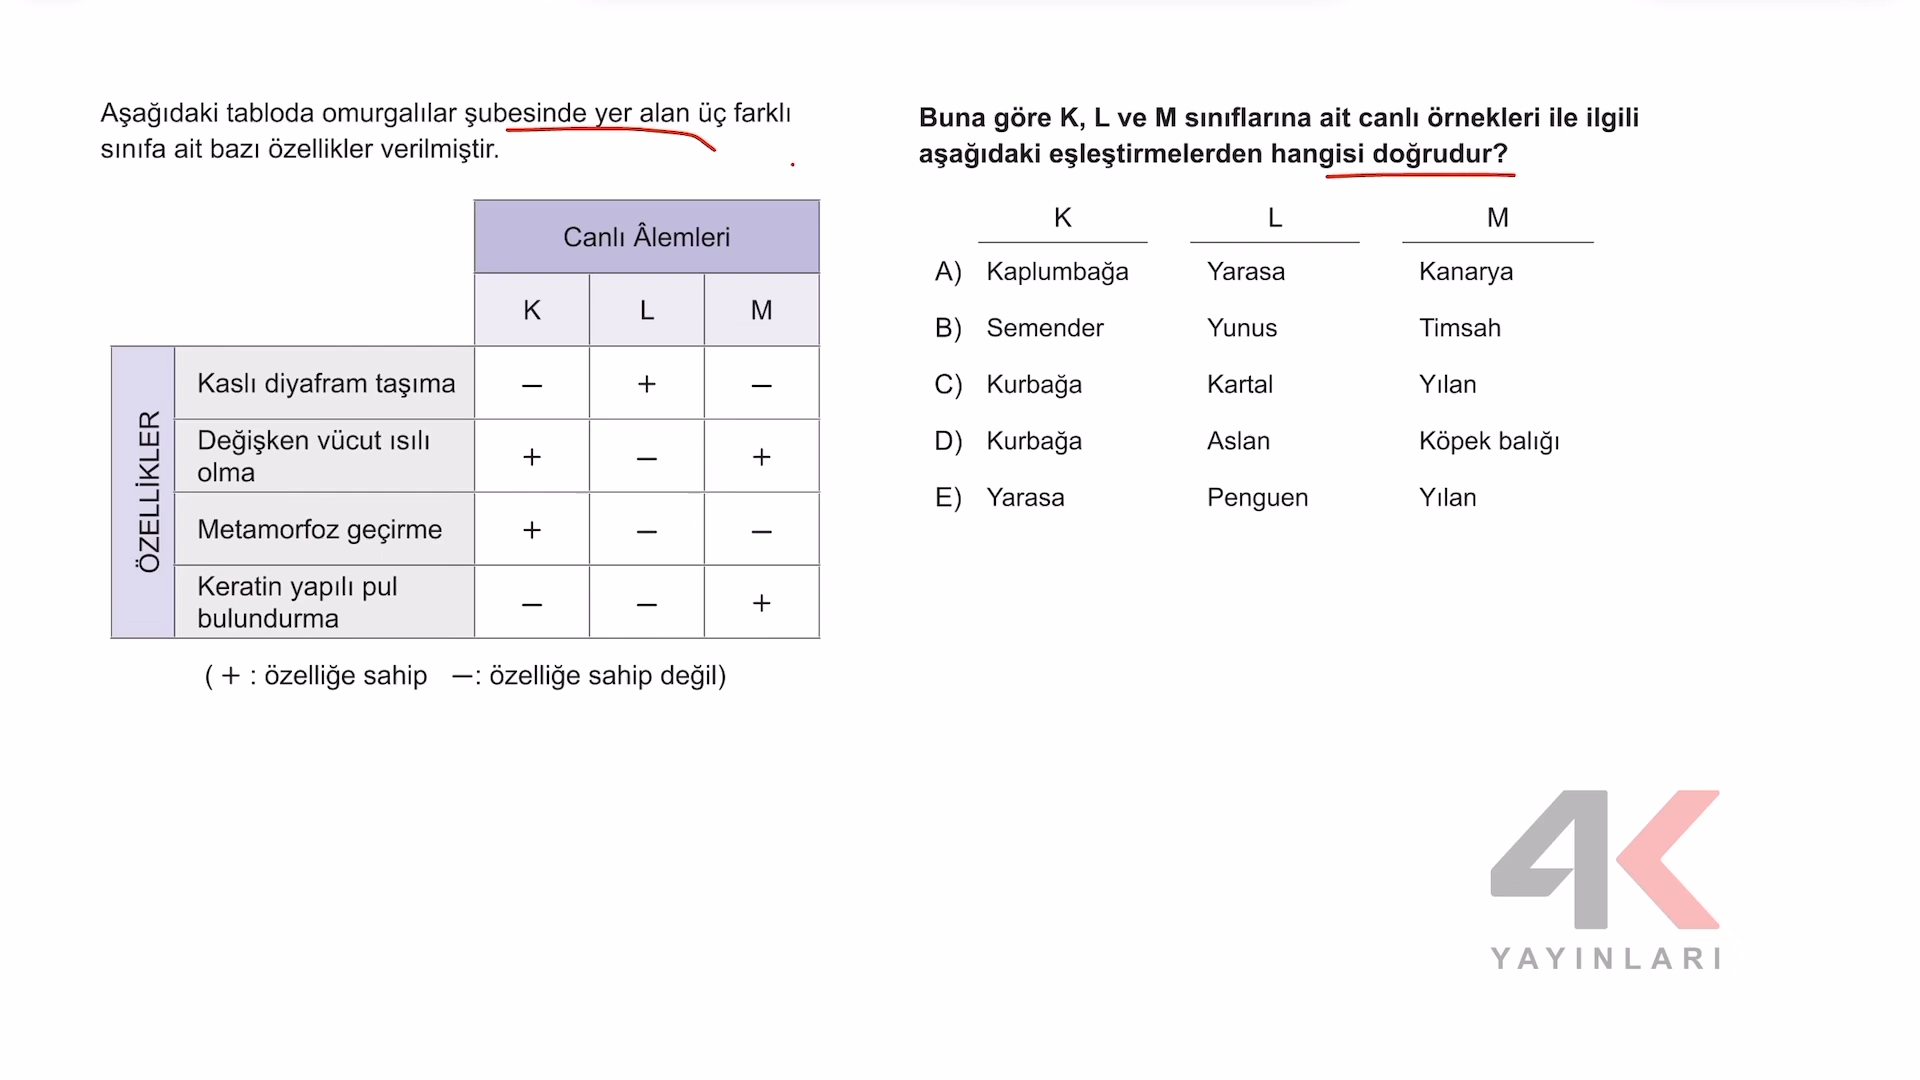 Aşağıdaki tabloda omurgalılar şubesinde yer alan üç farklı
sınıfa ait bazı özellikler verilmiştir.
Canlı Âlemleri
K L M
ÖZELLİKLER
Kaslı diyafram taşıma – + –
Değişken vücut ısılı
olma + – +
Metamorfoz geçirme + – –
Keratin yapılı pul
bulundurma – – +
( + : özelliğe sahip –: özelliğe sahip değil)
Buna göre K, L ve M sınıflarına ait canlı örnekleri ile ilgili
aşağıdaki eşleştirmelerden hangisi doğrudur?
K L M
A) Kaplumbağa Yarasa Kanarya
B) Semender Yunus Timsah
C) Kurbağa Kartal Yılan
D) Kurbağa Aslan Köpek balığı
E) Yarasa Penguen Yılan
4K
YAYINLARI